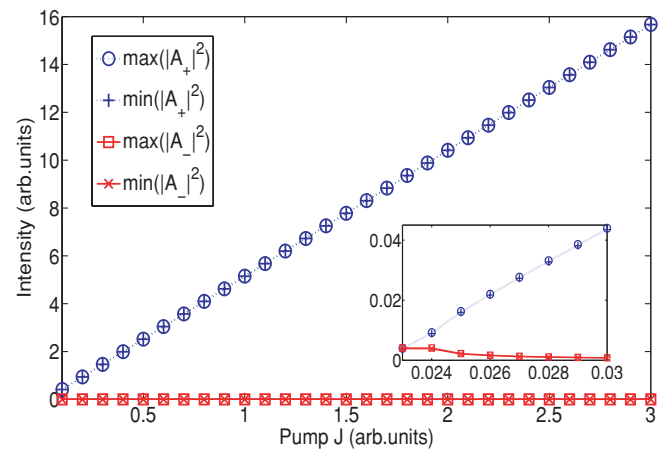 16
14
12
10
8
6
4
2
0
Intensity (arb.units)
max(|A+|²)
min(|A+|²)
max(|A_|²)
min(|A_|²)
0.04
0.02
0
0.024 0.026 0.028 0.03
0.5 1 1.5 2 2.5 3
Pump J (arb.units)